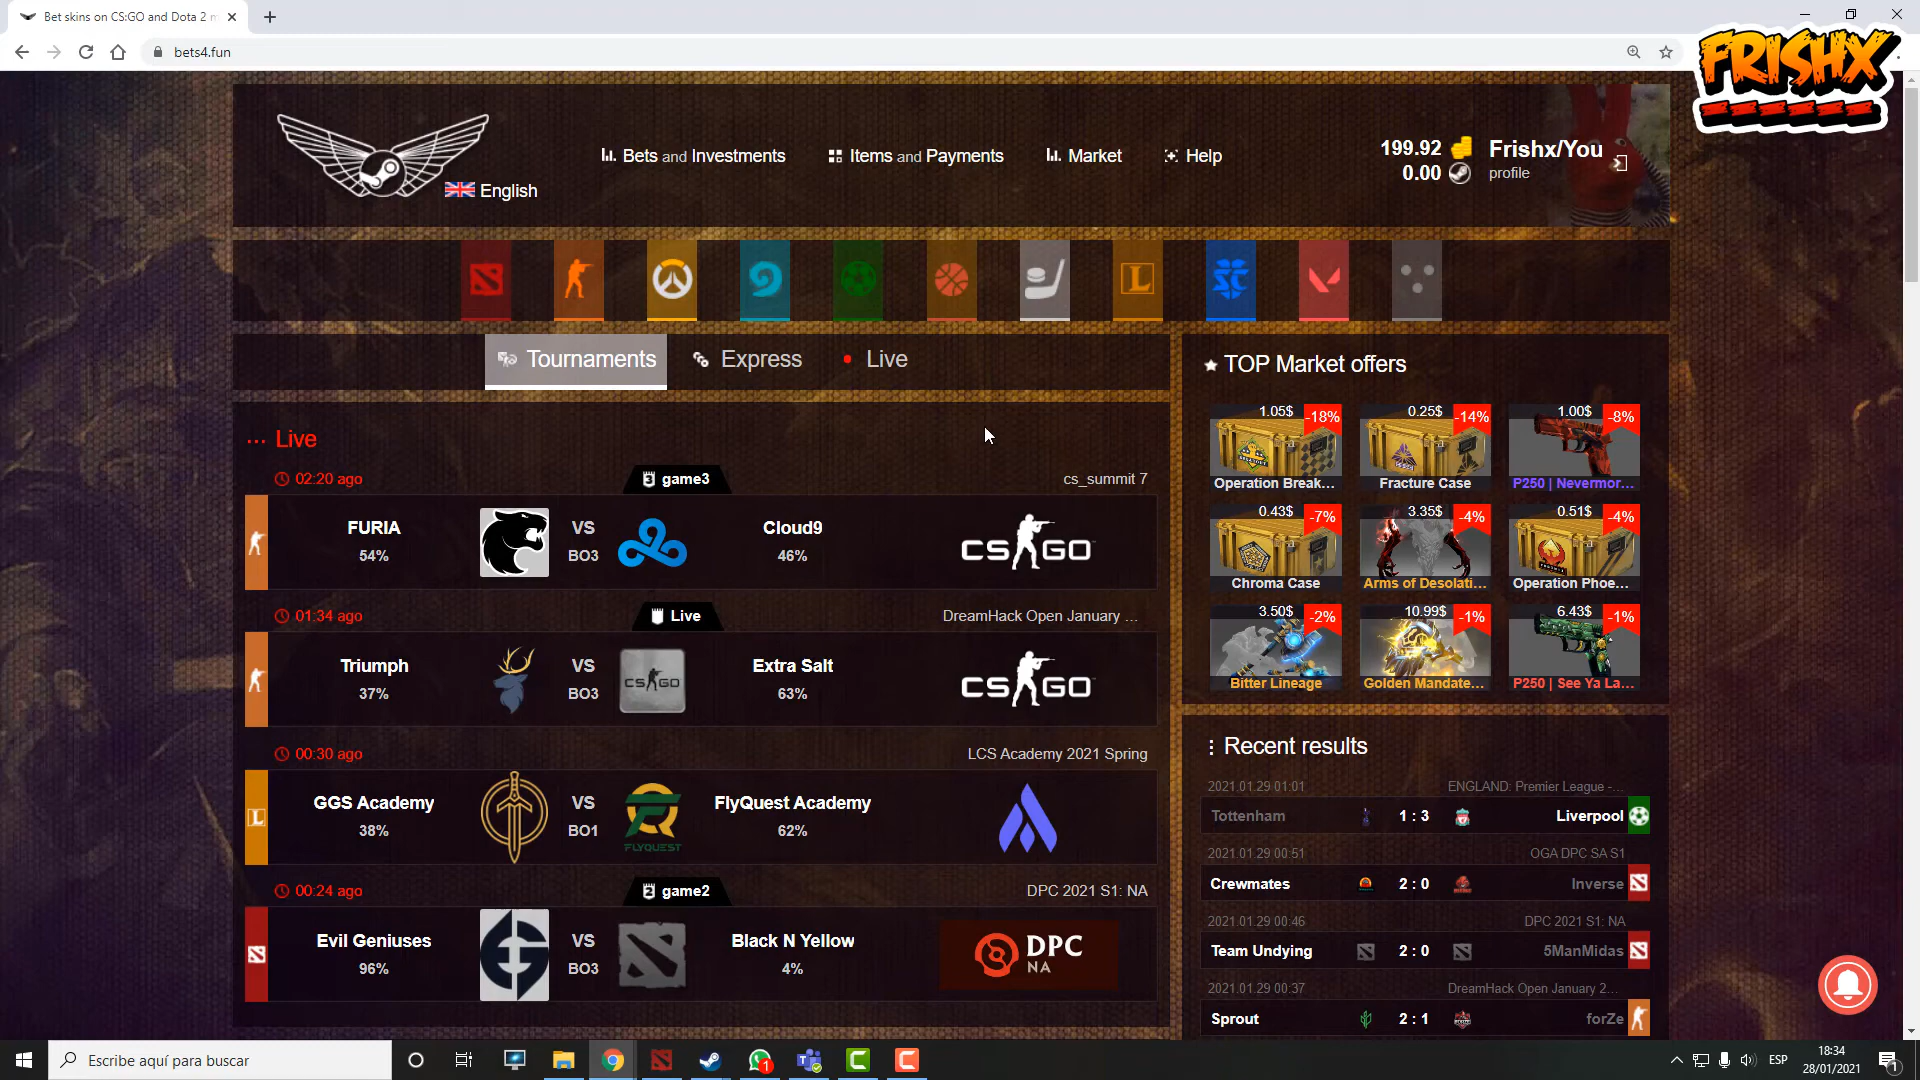 Bet skins on CS:GO and Dota 2 m
bets4.fun
FRISHX
English
Bets and Investments
Items and Payments
Market
Help
199.92
0.00
Frishx/You
profile
Tournaments
Express
Live
TOP Market offers
1.05$ -18%
0.25$ -14%
1.00$ -8%
Operation Break...
Fracture Case
P250 | Nevermor...
0.43$ -7%
3.35$ -4%
0.51$ -4%
Chroma Case
Arms of Desolati...
Operation Phoe...
3.50$ -2%
10.99$ -1%
6.43$ -1%
Bitter Lineage
Golden Mandate...
P250 | See Ya La...
Live
02:20 ago
3 game3
cs_summit 7
FURIA
54%
VS
BO3
Cloud9
46%
CS GO
01:34 ago
Live
DreamHack Open January ...
Triumph
37%
VS
BO3
CS GO
Extra Salt
63%
CS GO
00:30 ago
LCS Academy 2021 Spring
L
GGS Academy
38%
VS
BO1
FLYQUEST
FlyQuest Academy
62%
00:24 ago
2 game2
DPC 2021 S1: NA
Evil Geniuses
96%
VS
BO3
Black N Yellow
4%
DPC
NA
Recent results
2021.01.29 01:01
ENGLAND: Premier League -...
Tottenham
1 : 3
Liverpool
2021.01.29 00:51
OGA DPC SA S1
Crewmates
2 : 0
Inverse
2021.01.29 00:46
DPC 2021 S1: NA
Team Undying
2 : 0
5ManMidas
2021.01.29 00:37
DreamHack Open January 2...
Sprout
2 : 1
forZe
Escribe aquí para buscar
1
ESP
18:34
28/01/2021
1